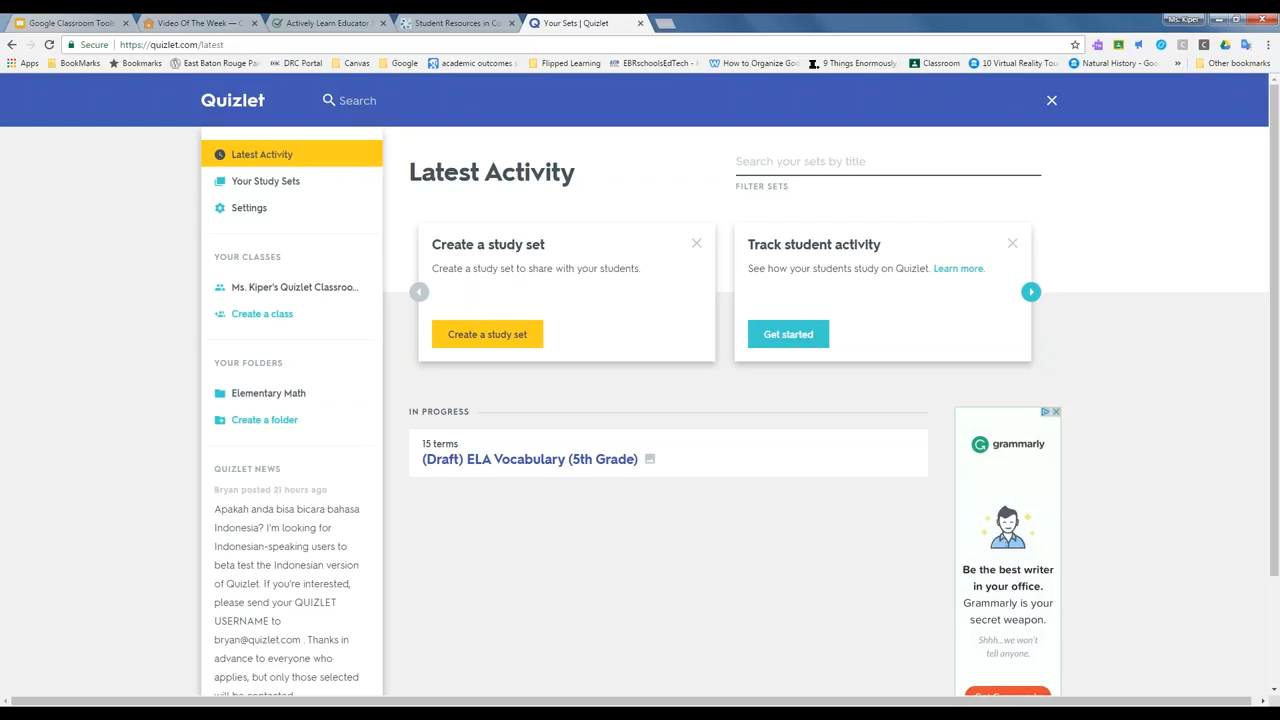 Google Classroom Tools
Video Of The Week — C
Actively Learn Educator
Student Resources in Co
Your Sets | Quizlet
Ms. Kiper
Secure
https://quizlet.com/latest
Apps
BookMarks
Bookmarks
East Baton Rouge Pa
DRC Portal
Canvas
Google
academic outcomes
Flipped Learning
EBRschoolsEdTech -
How to Organize Goo
9 Things Enormously
Classroom
10 Virtual Reality Tou
Natural History - Goo
»
Other bookmarks
Quizlet
Search
Latest Activity
Your Study Sets
Settings
YOUR CLASSES
Ms. Kiper's Quizlet Classroo...
Create a class
YOUR FOLDERS
Elementary Math
Create a folder
QUIZLET NEWS
Bryan posted 21 hours ago
Apakah anda bisa bicara bahasa
Indonesia? I'm looking for
Indonesian-speaking users to
beta test the Indonesian version
of Quizlet. If you're interested,
please send your QUIZLET
USERNAME to
bryan@quizlet.com . Thanks in
advance to everyone who
applies, but only those selected
will be contacted.
Latest Activity
Search your sets by title
FILTER SETS
Create a study set
Create a study set to share with your students.
Create a study set
Track student activity
See how your students study on Quizlet. Learn more.
Get started
IN PROGRESS
15 terms
(Draft) ELA Vocabulary (5th Grade)
grammarly
Be the best writer
in your office.
Grammarly is your
secret weapon.
Shhh...we won't
tell anyone.